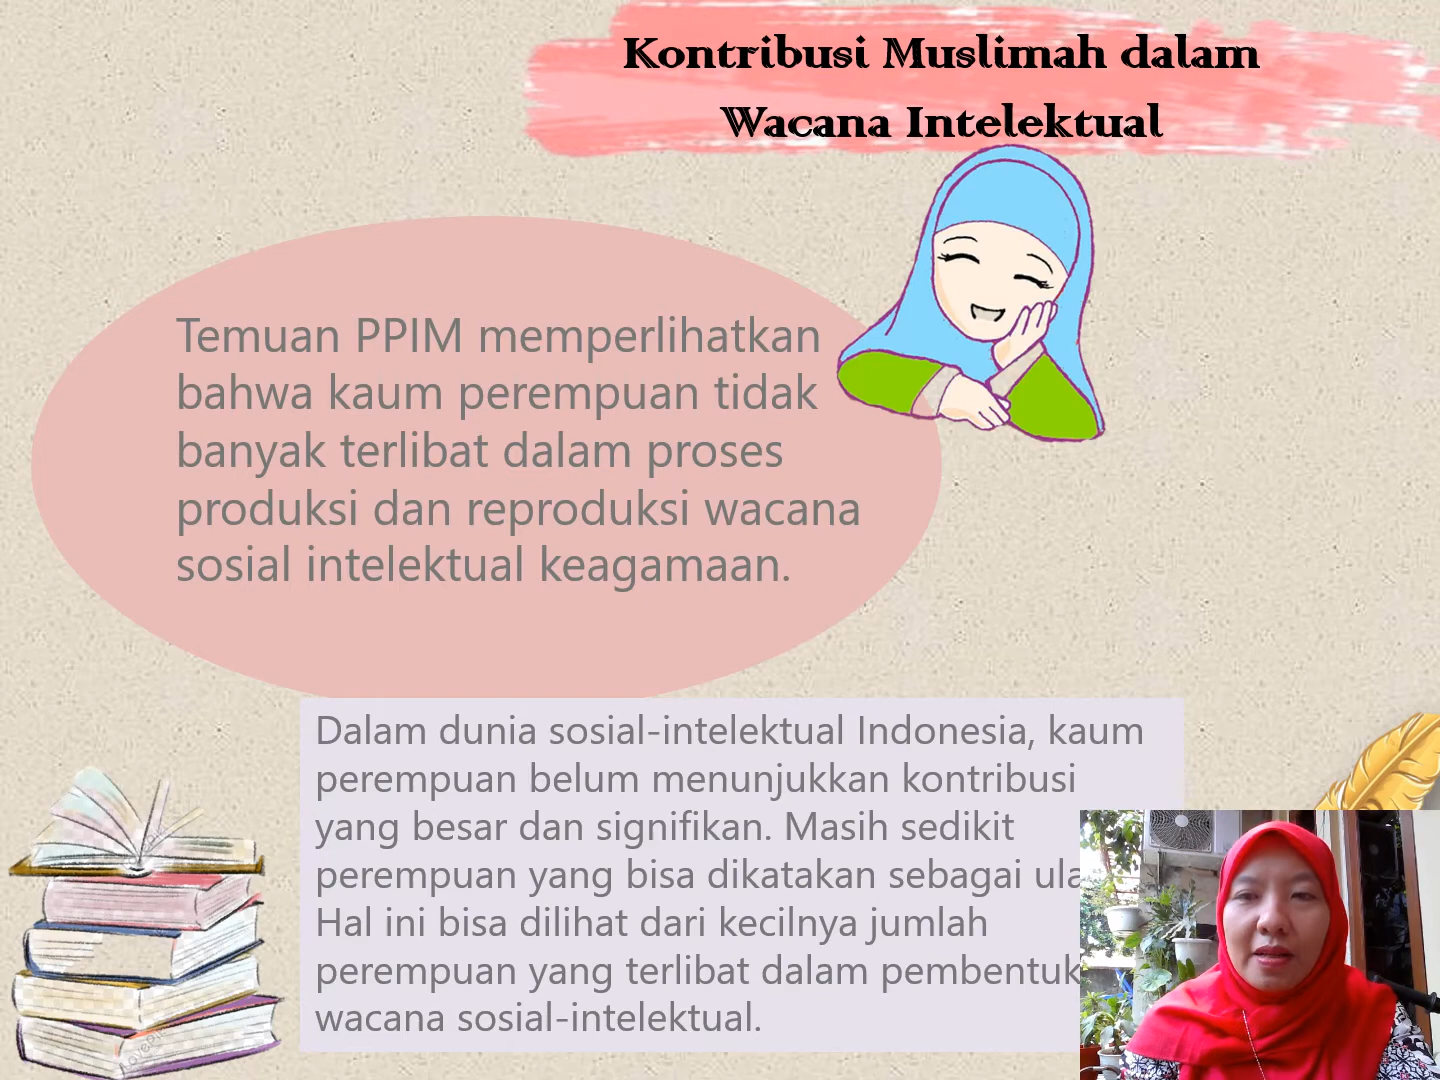 Kontribusi Muslimah dalam
Wacana Intelektual
Temuan PPIM memperlihatkan
bahwa kaum perempuan tidak
banyak terlibat dalam proses
produksi dan reproduksi wacana
sosial intelektual keagamaan.
Dalam dunia sosial-intelektual Indonesia, kaum
perempuan belum menunjukkan kontribusi
yang besar dan signifikan. Masih sedikit
perempuan yang bisa dikatakan sebagai
Hal ini bisa dilihat dari kecilnya jumlah
perempuan yang terlibat dalam
wacana sosial-intelektual.